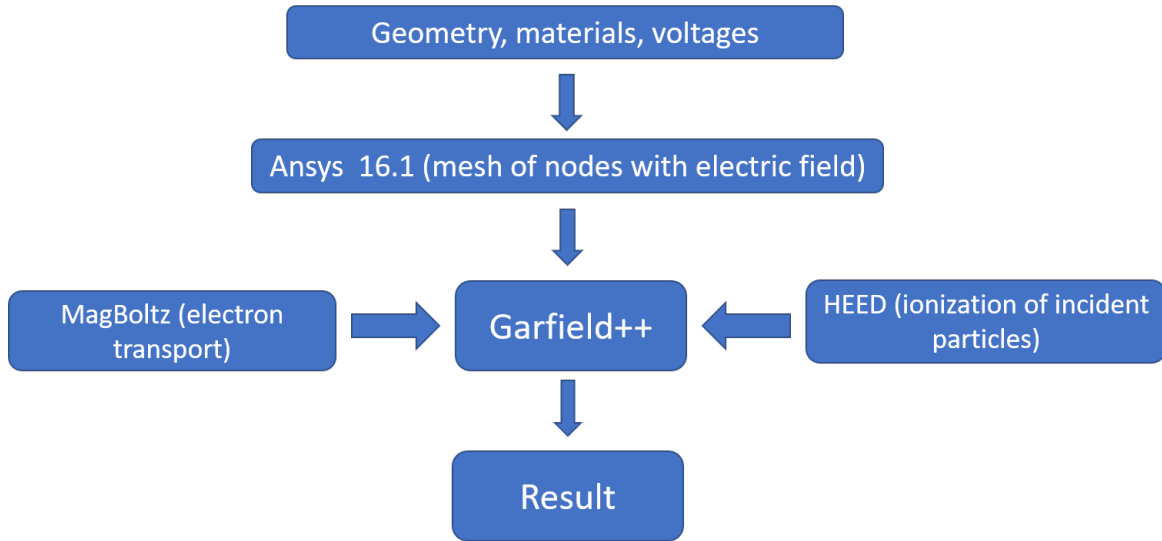 Geometry, materials, voltages
Ansys 16.1 (mesh of nodes with electric field)
MagBoltz (electron
transport)
Garfield++
HEED (ionization of incident
particles)
Result